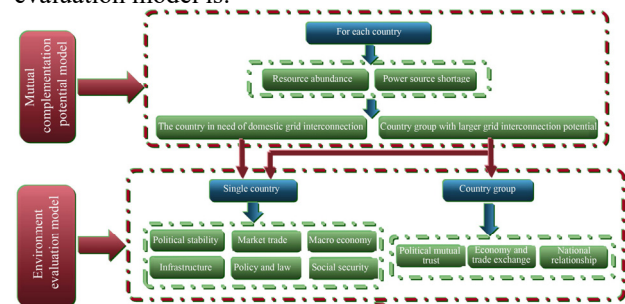 evaluation model is:
Mutual
complementation
potential model
For each country
Resource abundance
Power source shortage
The country in need of domestic grid interconnection
Country group with larger grid interconnection potential
Environment
evaluation model
Single country
Country group
Political stability
Market trade
Macro economy
Infrastructure
Policy and law
Social security
Political mutual
trust
Economy and
trade exchange
National
relationship